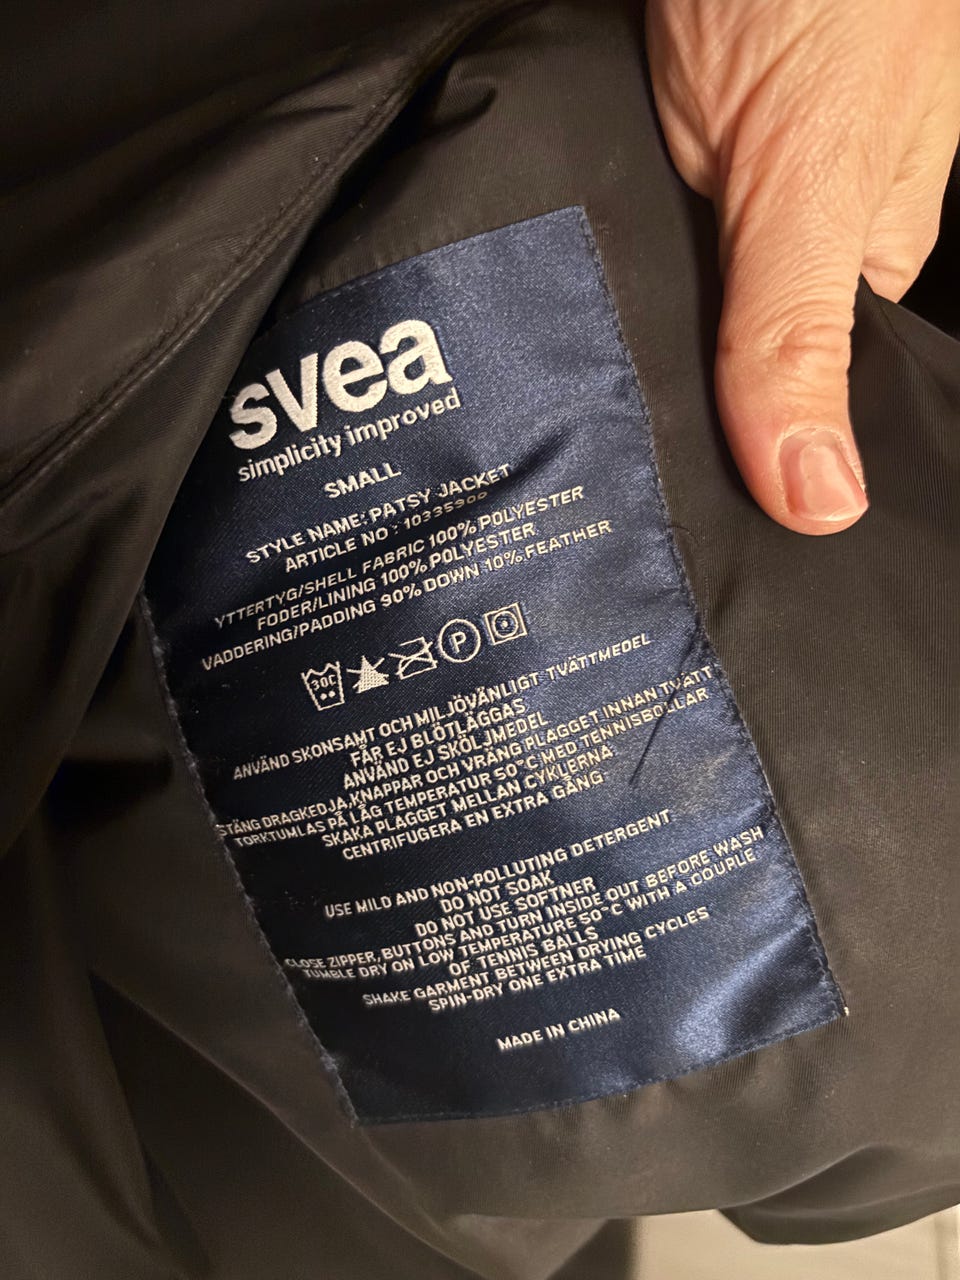 svea
simplicity improved
SMALL
STYLE NAME: PATSY JACKET
ARTICLE NO : 10335900
YTTERTYG/SHELL FABRIC 100% POLYESTER
FODER/LINING 100% POLYESTER
VADDERING/PADDING 90% DOWN 10% FEATHER
30C P
ANVÄND SKONSAMT OCH MILJÖVÄNLIGT TVÄTTMEDEL
FÅR EJ BLÖTLÄGGAS
ANVÄND EJ SKÖLJMEDEL
STÄNG DRAGKEDJA,KNAPPAR OCH VRÄNG PLAGGET INNAN TVÄTT
TORKTUMLAS PÅ LÅG TEMPERATUR 50°C MED TENNISBOLLAR
SKAKA PLAGGET MELLAN CYKLERNA
CENTRIFUGERA EN EXTRA GÅNG
USE MILD AND NON-POLLUTING DETERGENT
DO NOT SOAK
DO NOT USE SOFTNER
CLOSE ZIPPER, BUTTONS AND TURN INSIDE OUT BEFORE WASH
TUMBLE DRY ON LOW TEMPERATURE 50°C WITH A COUPLE
OF TENNIS BALLS
SHAKE GARMENT BETWEEN DRYING CYCLES
SPIN-DRY ONE EXTRA TIME
MADE IN CHINA